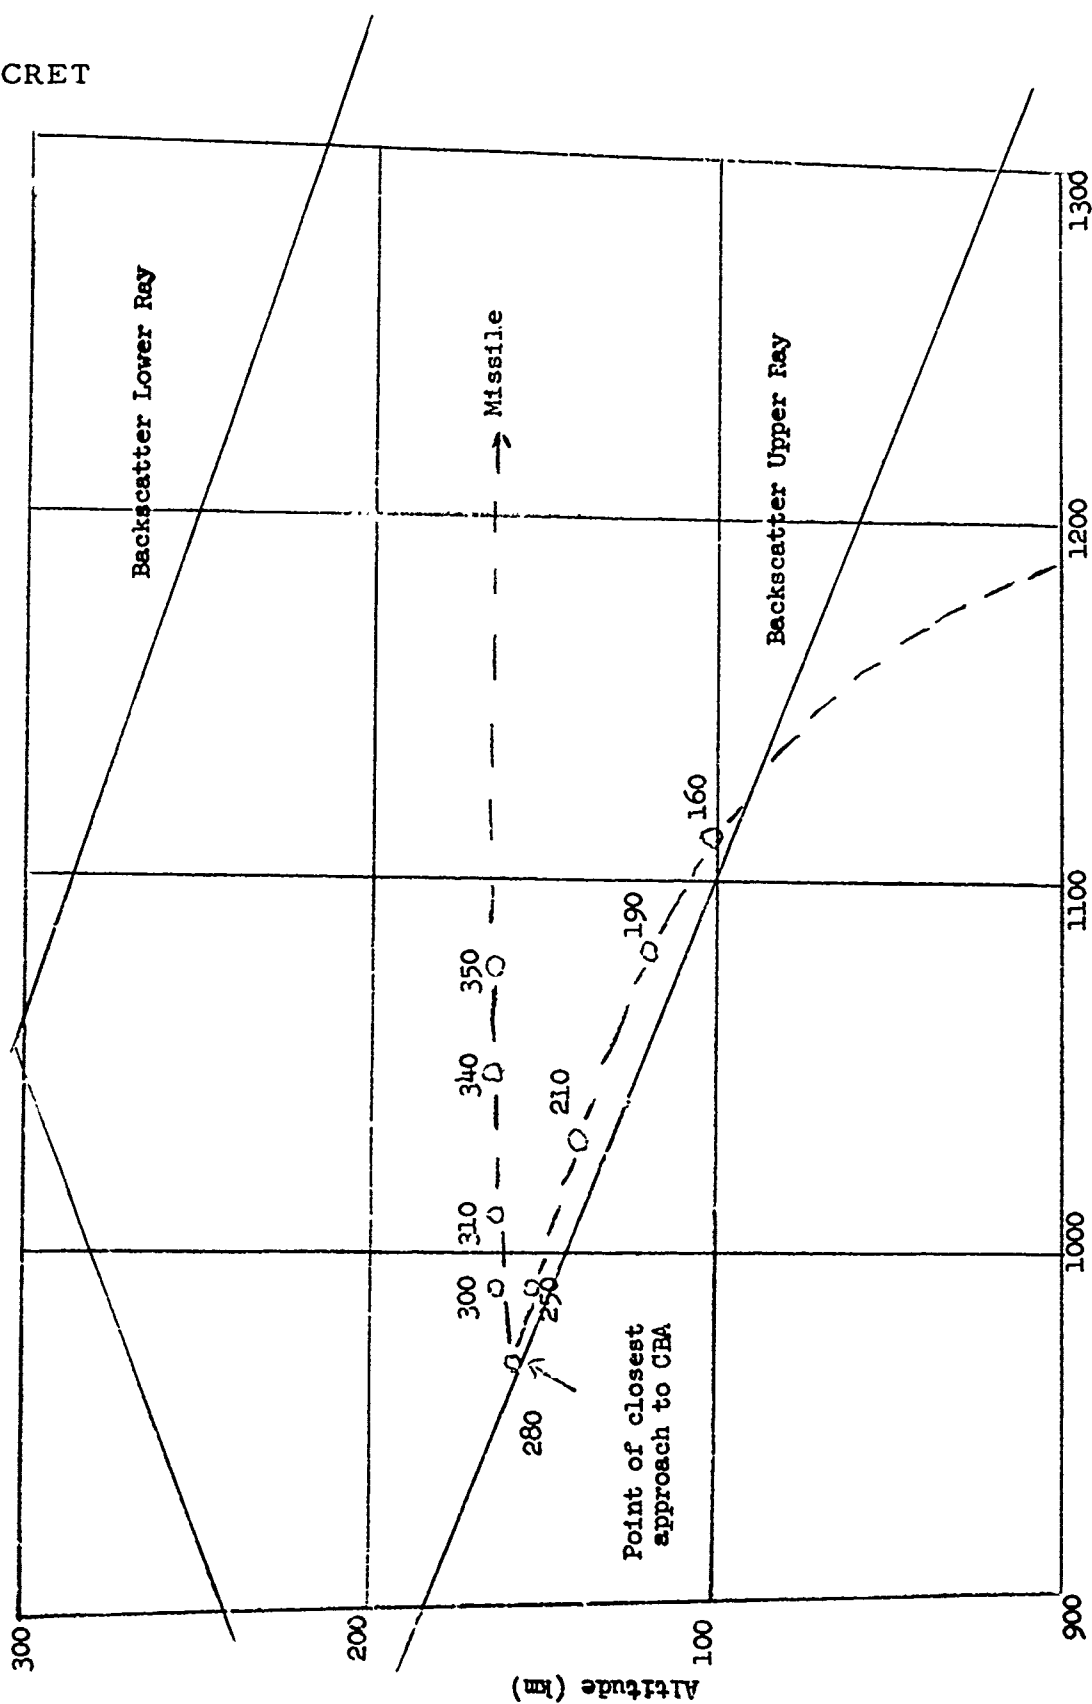 CRET
Backscatter Lower Ray
Missile
Backscatter Upper Ray
160
190
210
250
280
300
310
340
350
Point of closest
approach to CBA
Altitude (km)
300
200
100
900
1000
1100
1200
1300